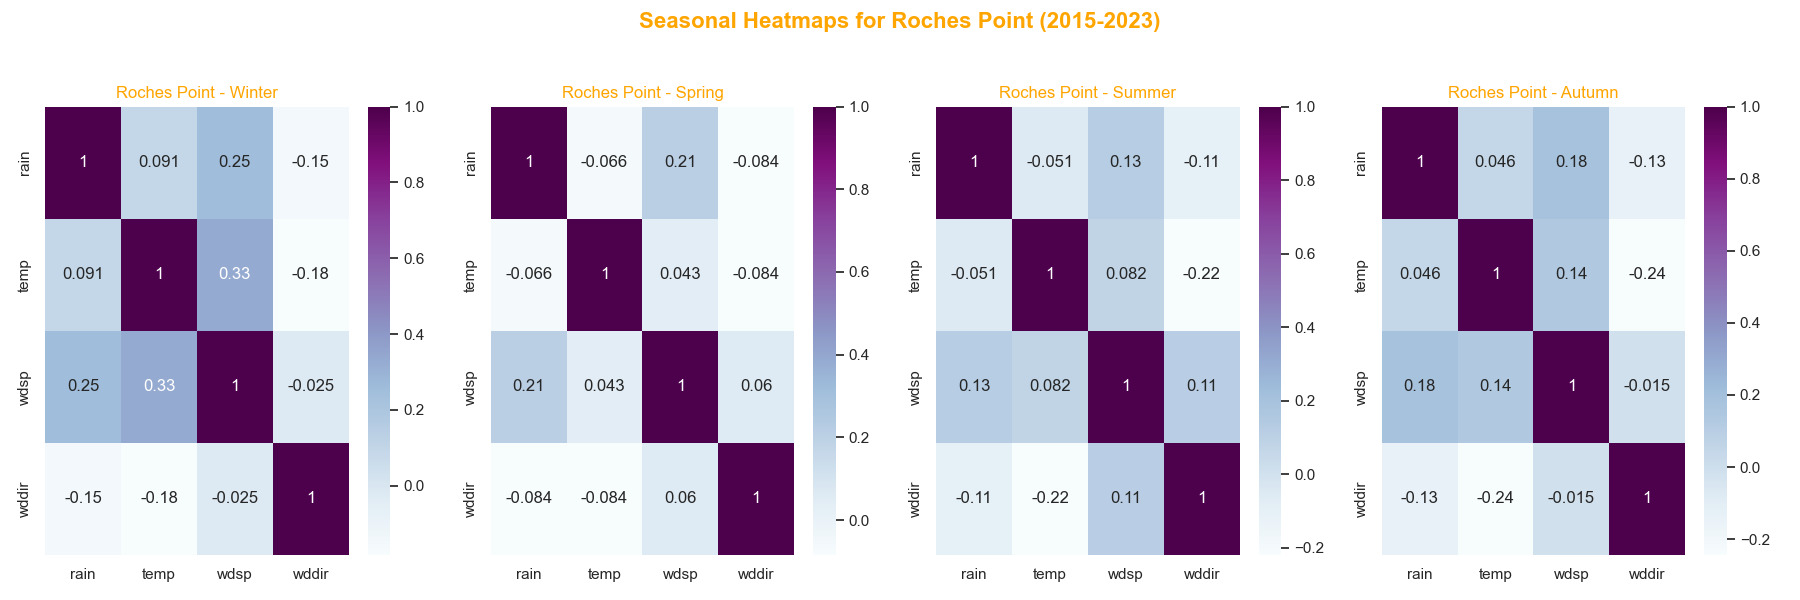 Seasonal Heatmaps for Roches Point (2015-2023)
Roches Point - Winter
rain 1 0.091 0.25 -0.15
temp 0.091 1 0.33 -0.18
wdsp 0.25 0.33 1 -0.025
wddir -0.15 -0.18 -0.025 1
rain temp wdsp wddir
1.0
0.8
0.6
0.4
0.2
0.0
Roches Point - Spring
rain 1 -0.066 0.21 -0.084
temp -0.066 1 0.043 -0.084
wdsp 0.21 0.043 1 0.06
wddir -0.084 -0.084 0.06 1
rain temp wdsp wddir
1.0
0.8
0.6
0.4
0.2
0.0
Roches Point - Summer
rain 1 -0.051 0.13 -0.11
temp -0.051 1 0.082 -0.22
wdsp 0.13 0.082 1 0.11
wddir -0.11 -0.22 0.11 1
rain temp wdsp wddir
1.0
0.8
0.6
0.4
0.2
0.0
−0.2
Roches Point - Autumn
rain 1 0.046 0.18 -0.13
temp 0.046 1 0.14 -0.24
wdsp 0.18 0.14 1 -0.015
wddir -0.13 -0.24 -0.015 1
rain temp wdsp wddir
1.0
0.8
0.6
0.4
0.2
0.0
−0.2